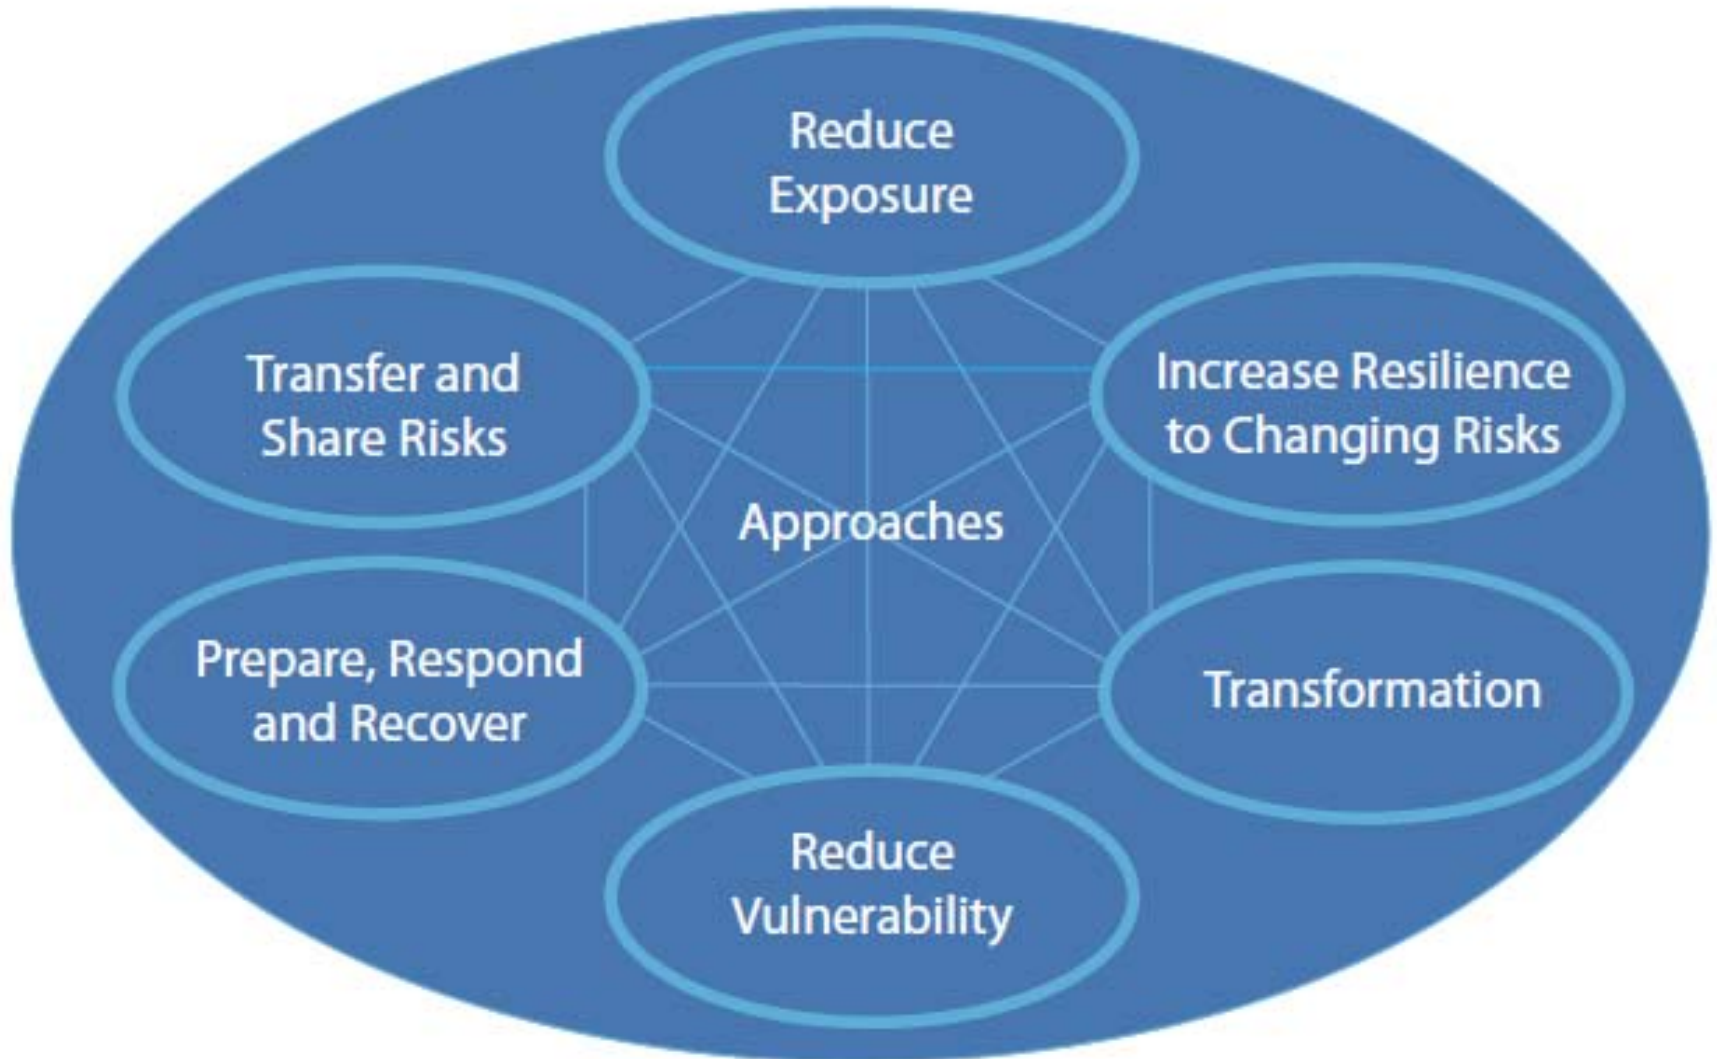 Reduce
Exposure
Transfer and
Share Risks
Increase Resilience
to Changing Risks
Approaches
Prepare, Respond
and Recover
Transformation
Reduce
Vulnerability